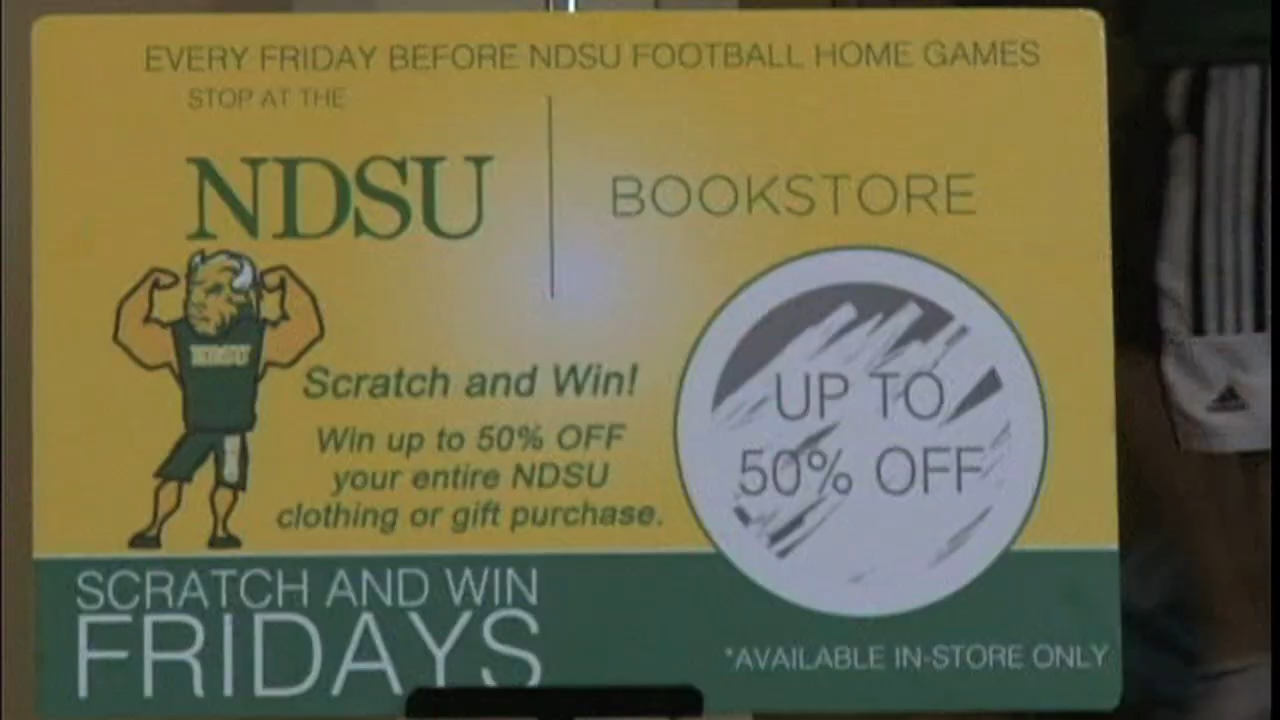 EVERY FRIDAY BEFORE NDSU FOOTBALL HOME GAMES
STOP AT THE
NDSU
BOOKSTORE
NDSU
Scratch and Win!
Win up to 50% OFF
your entire NDSU
clothing or gift purchase.
UP TO
50% OFF
SCRATCH AND WIN
FRIDAYS
*AVAILABLE IN-STORE ONLY